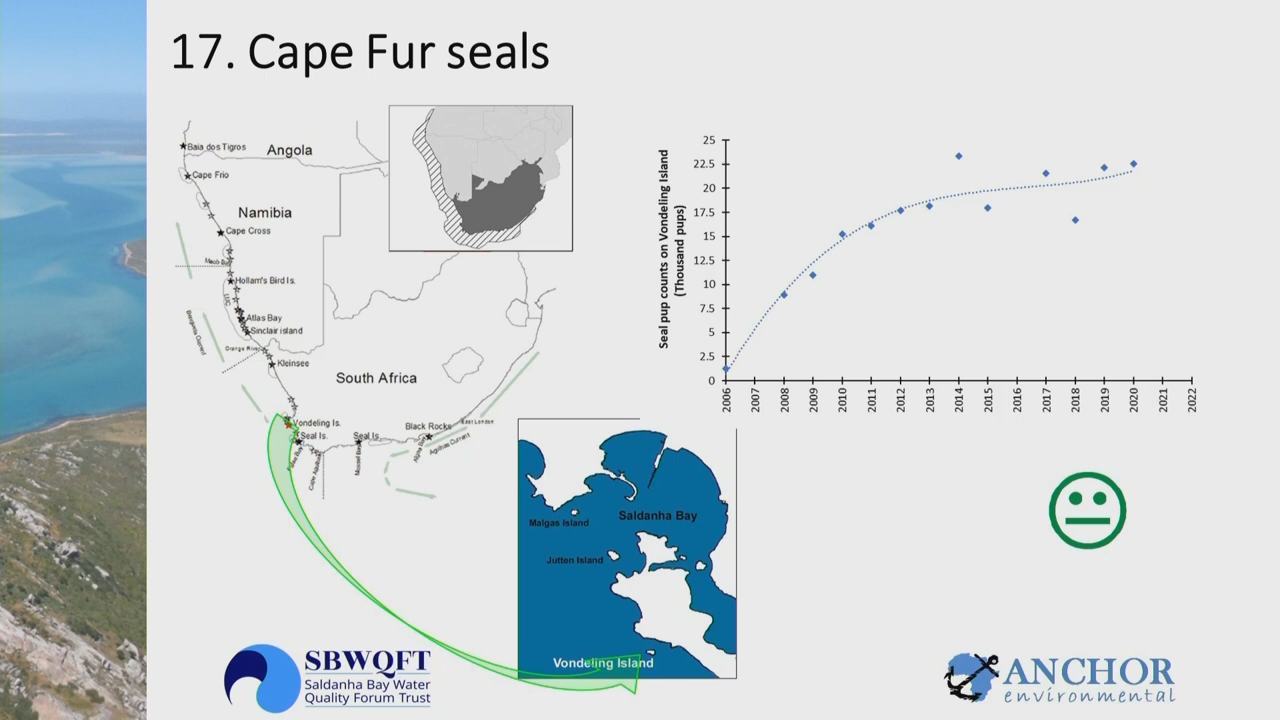 17. Cape Fur seals
Baia dos Tigros
Angola
Cape Frio
Namibia
Cape Cross
Hollam's Bird Is.
Atlas Bay
Sinclair island
Orange River
Kleinsee
South Africa
Vondeling Is.
Seal Is.
Seal Is.
Black Rocks
East London
Agulhas Current
Benguela Current
Seal pup counts on Vondeling Island
(Thousand pups)
25
22.5
20
17.5
15
12.5
10
7.5
5
2.5
0
2006
2007
2008
2009
2010
2011
2012
2013
2014
2015
2016
2017
2018
2019
2020
2021
2022
Saldanha Bay
Malgas Island
Jutten Island
Vondeling Island
SBWQFT
Saldanha Bay Water
Quality Forum Trust
ANCHOR
environmental